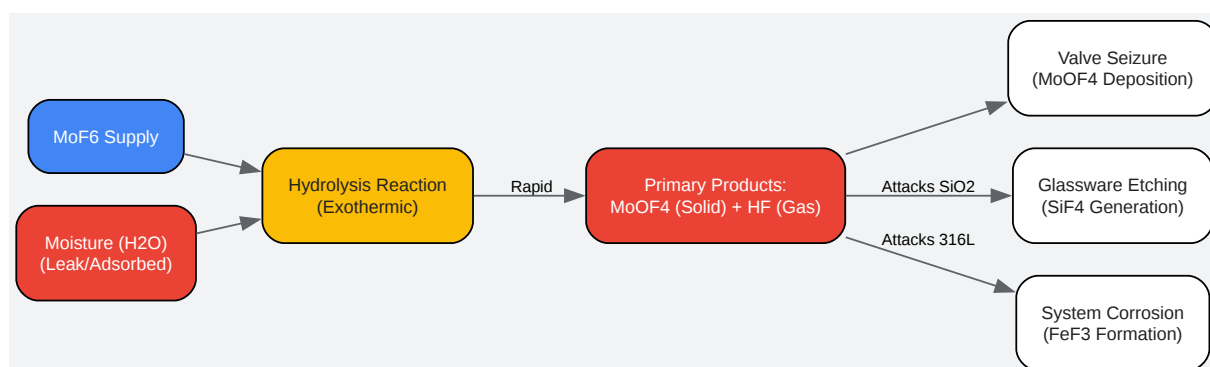 MoF6 Supply
Moisture (H2O)
(Leak/Adsorbed)
Hydrolysis Reaction
(Exothermic)
Rapid
Primary Products:
MoOF4 (Solid) + HF (Gas)
Valve Seizure
(MoOF4 Deposition)
Attacks SiO2
Glassware Etching
(SiF4 Generation)
Attacks 316L
System Corrosion
(FeF3 Formation)